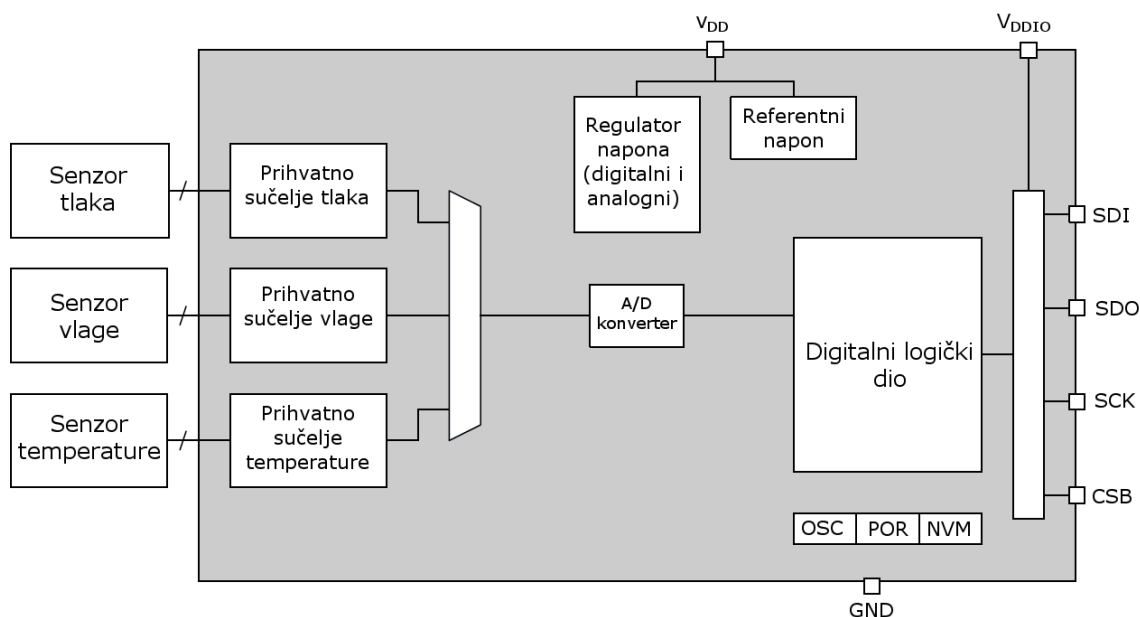 vDD
VDDIO
Regulator
napona
(digitalni i
analogni)
Referentni
napon
Senzor
tlaka
Prihvatno
sučelje tlaka
SDI
Senzor
vlage
Prihvatno
sučelje vlage
A/D
konverter
Digitalni logički
dio
SDO
Senzor
temperature
Prihvatno
sučelje
temperature
SCK
CSB
OSC
POR
NVM
GND